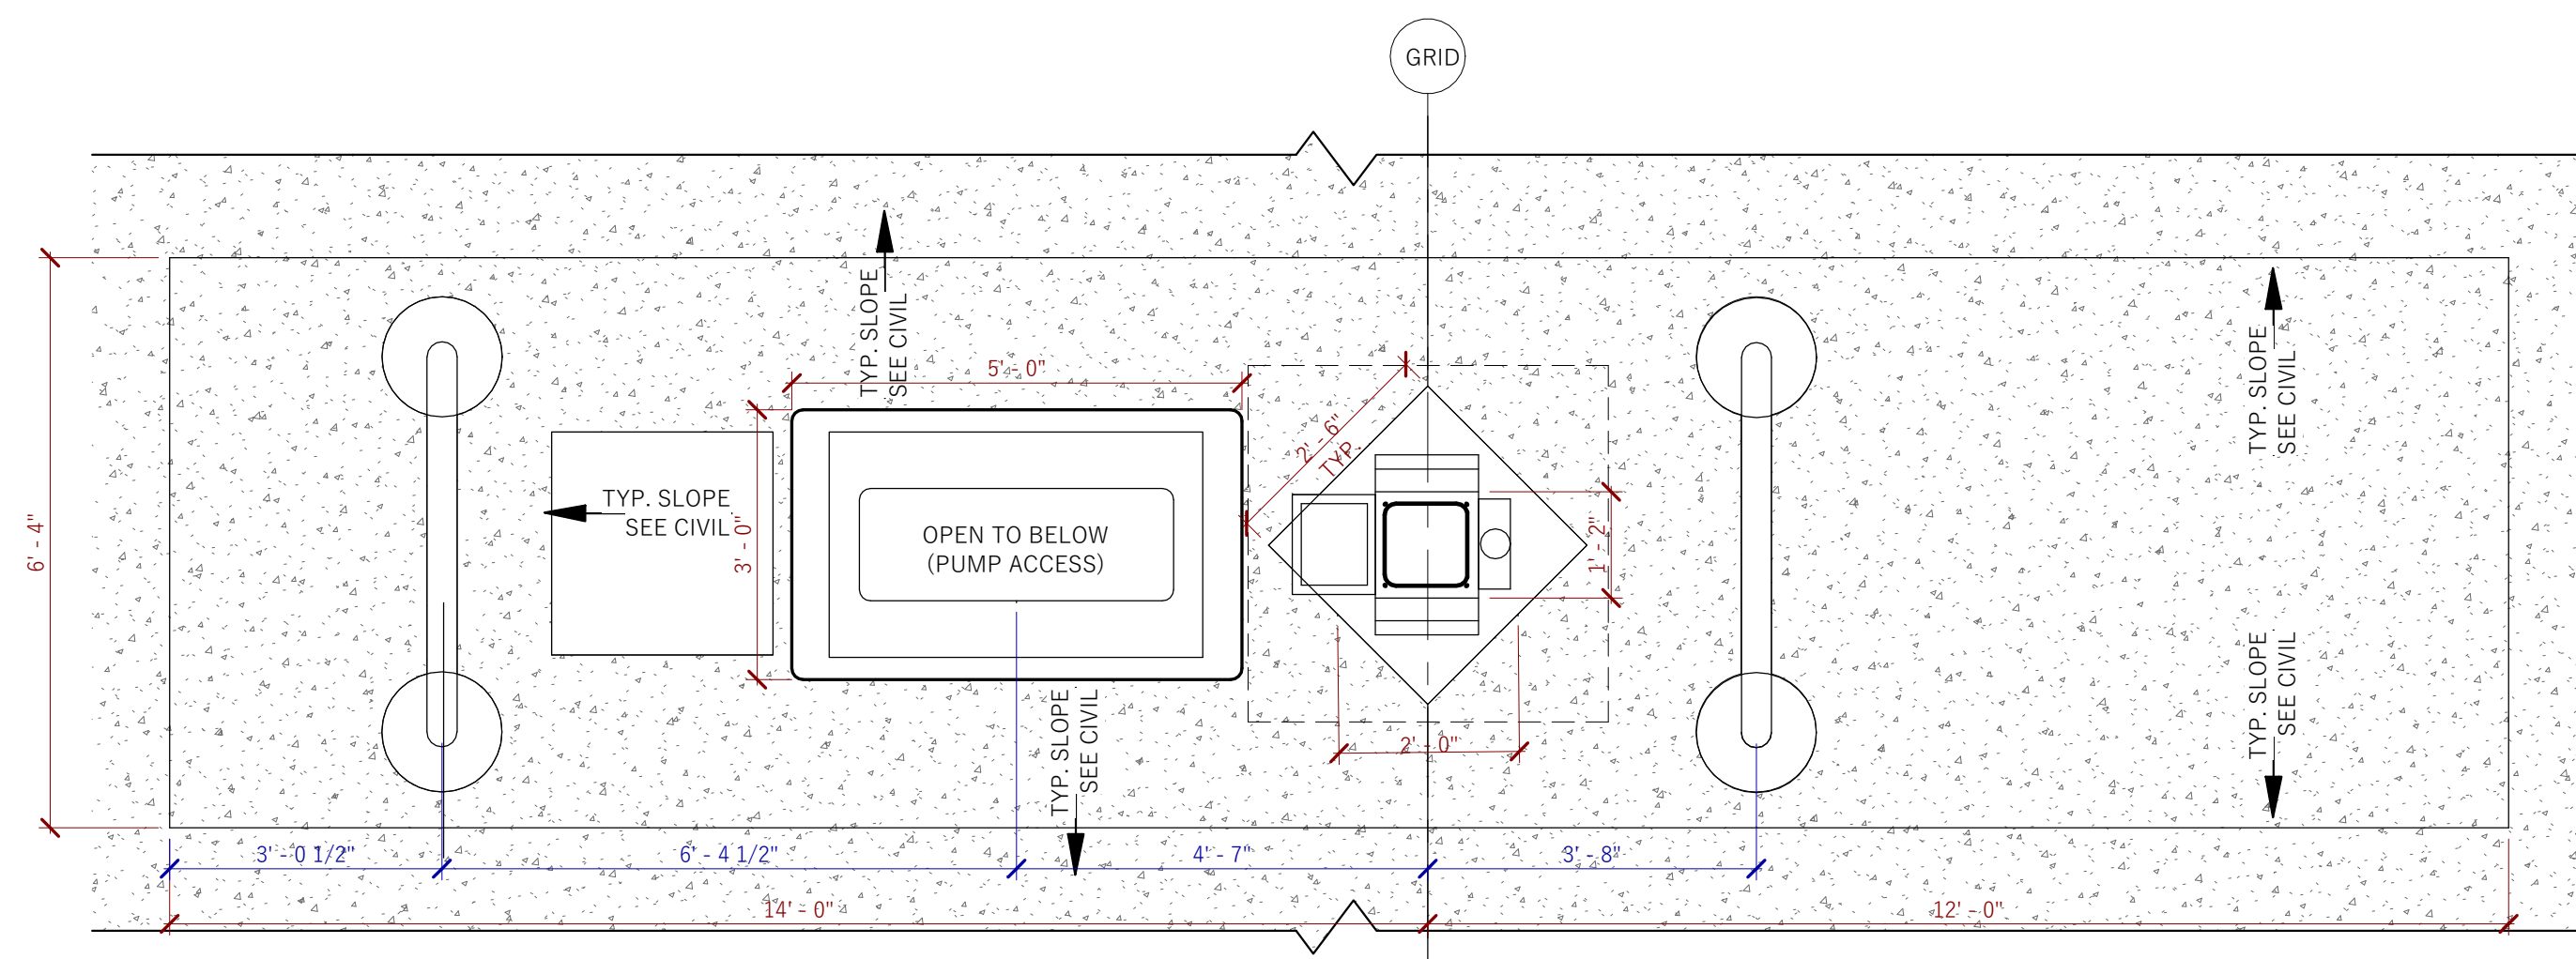 GRID
TYP. SLOPE
SEE CIVIL
5' - 0"
2' - 6"
TYP.
TYP. SLOPE
SEE CIVIL
TYP. SLOPE
SEE CIVIL
3' - 0"
OPEN TO BELOW
(PUMP ACCESS)
1' - 2"
6' - 4"
2' - 0"
TYP. SLOPE
SEE CIVIL
TYP. SLOPE
SEE CIVIL
3' - 0 1/2"
6' - 4 1/2"
4' - 7"
3' - 8"
14' - 0"
12' - 0"